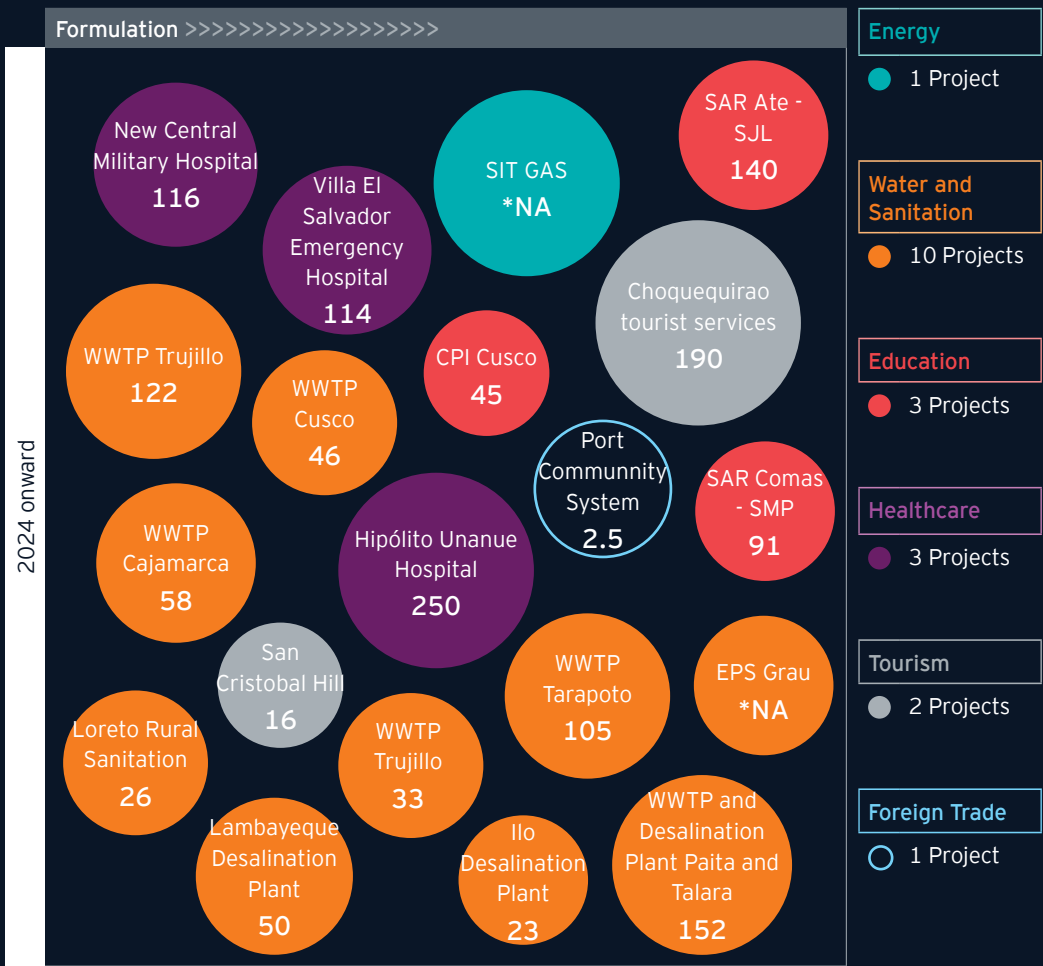 Formulation >>>>>>>>>>>>>>>>>>>
2024 onward
New Central
Military Hospital
116
Villa El
Salvador
Emergency
Hospital
114
SIT GAS
*NA
SAR Ate -
SJL
140
Choquequirao
tourist services
190
WWTP Trujillo
122
WWTP
Cusco
46
CPI Cusco
45
Port
Communnity
System
2.5
SAR Comas
- SMP
91
WWTP
Cajamarca
58
Hipólito Unanue
Hospital
250
San
Cristobal Hill
16
WWTP
Tarapoto
105
EPS Grau
*NA
Loreto Rural
Sanitation
26
WWTP
Trujillo
33
Lambayeque
Desalination
Plant
50
Ilo
Desalination
Plant
23
WWTP and
Desalination
Plant Paita and
Talara
152
Energy
1 Project
Water and
Sanitation
10 Projects
Education
3 Projects
Healthcare
3 Projects
Tourism
2 Projects
Foreign Trade
1 Project